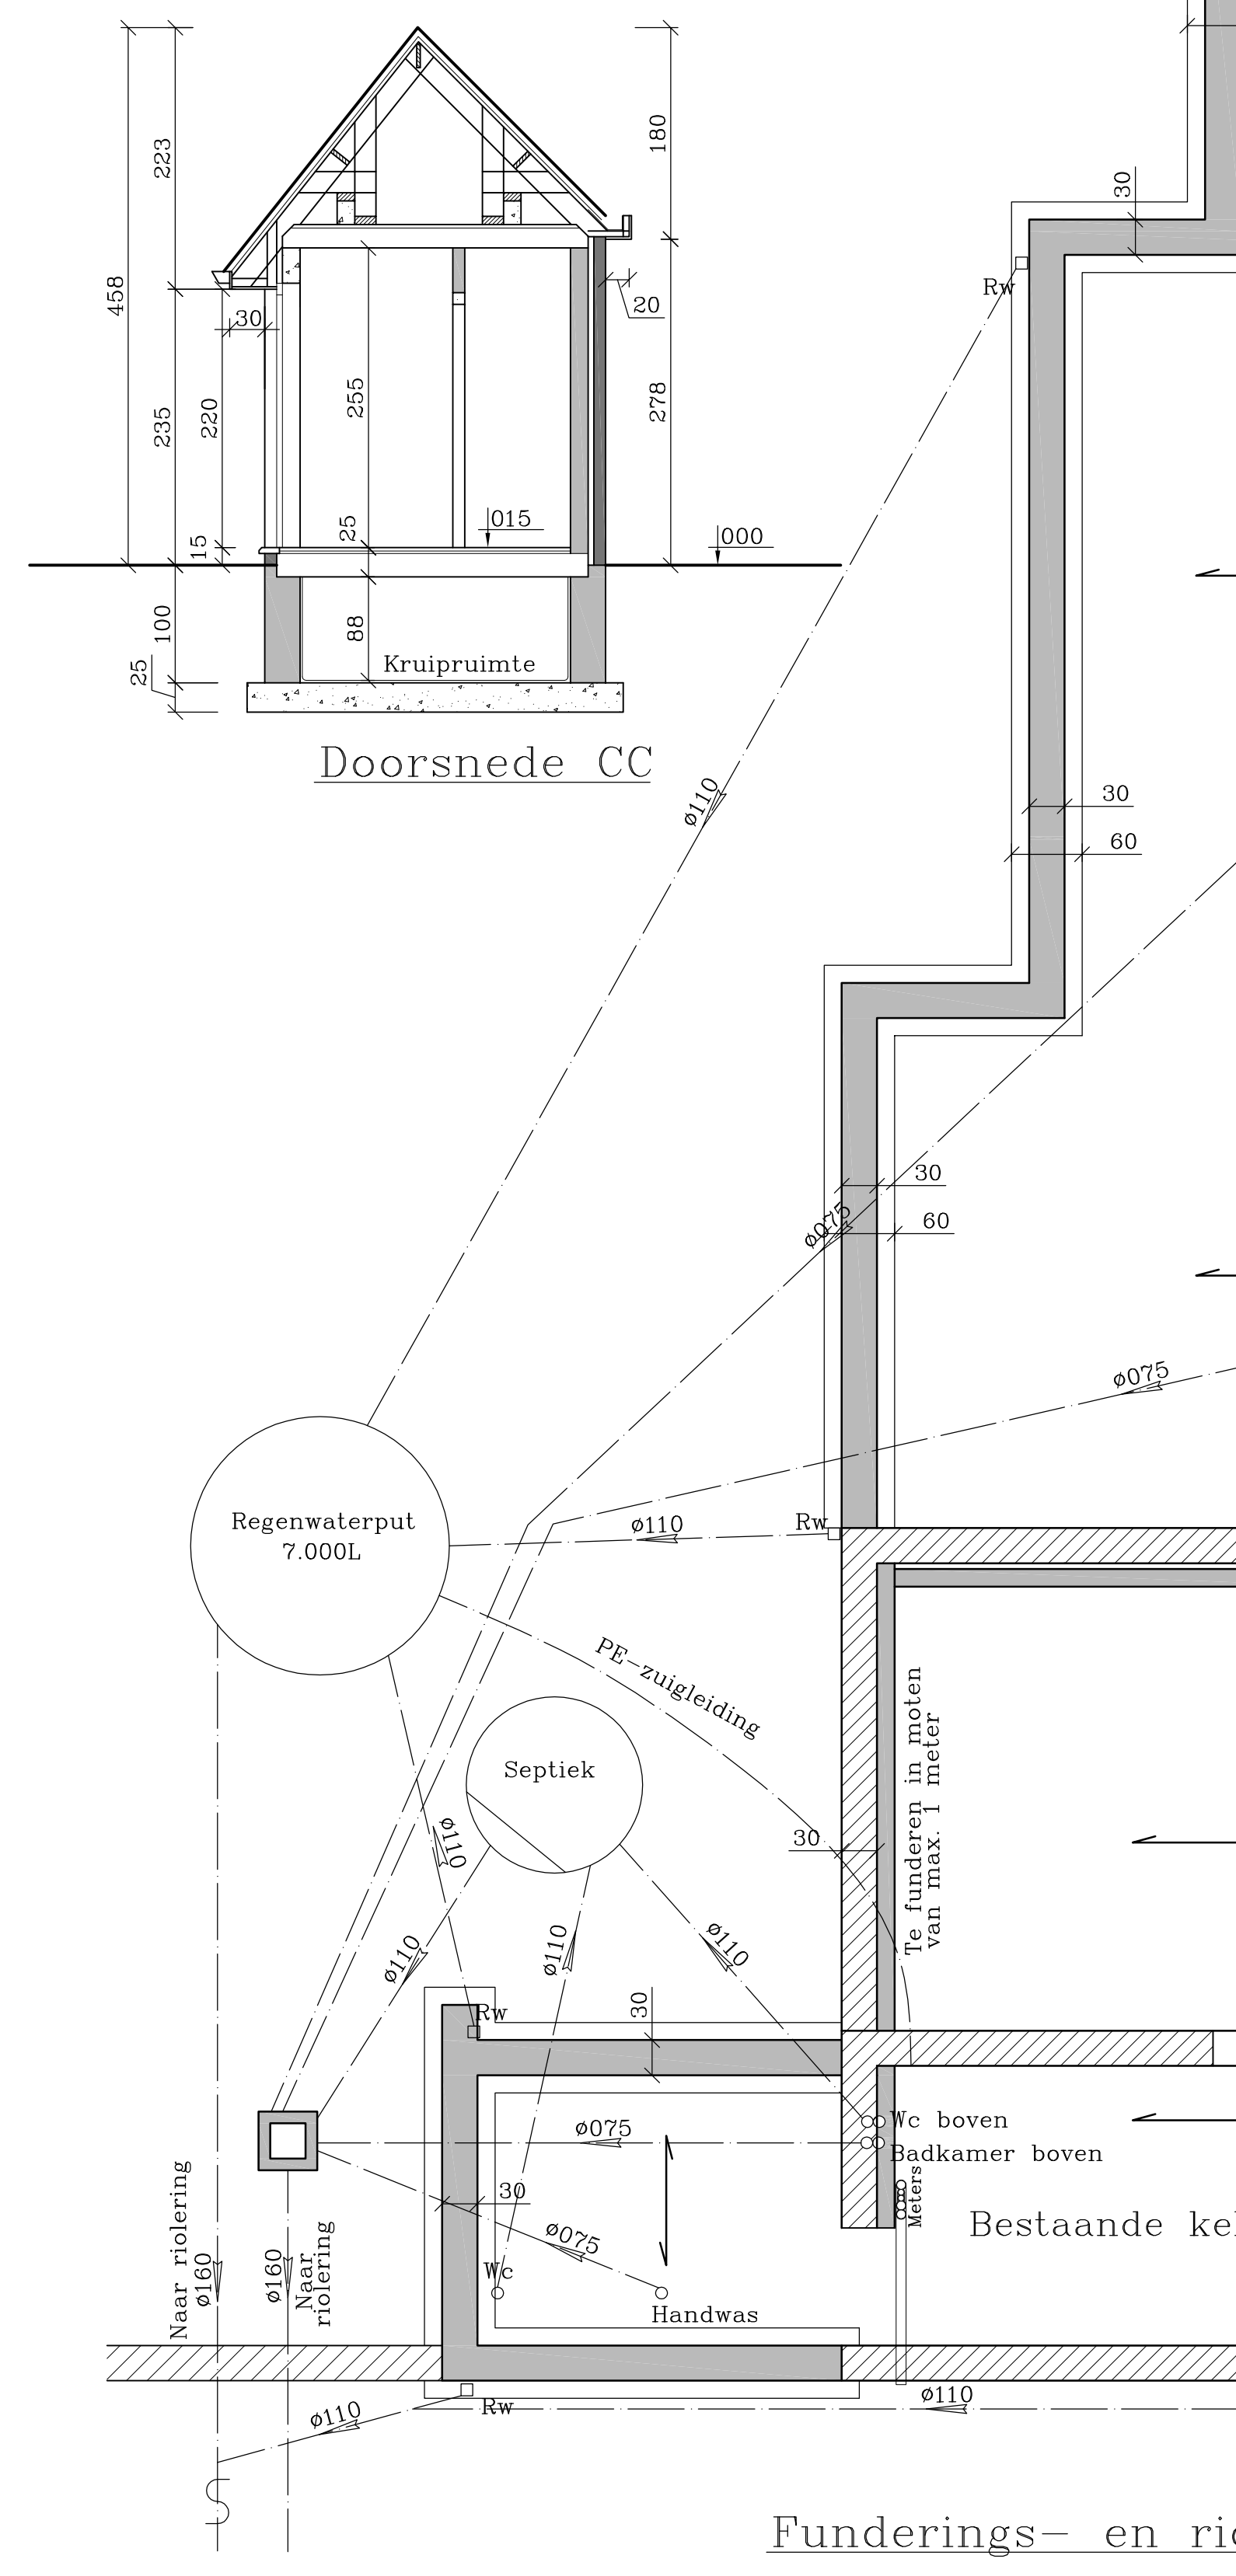 458
223
235
220
15
100
25
30
255
25
88
180
278
20
015
000
Kruipruimte
Doorsnede CC
30
Rw
30
60
ø110
30
60
ø075
ø075
Regenwaterput
7.000L
ø110
Rw
PE-zuigleiding
Septiek
ø110
30
Te funderen in moten
van max. 1 meter
ø110
ø110
ø110
Rw
30
ø075
Wc boven
Badkamer boven
Meters
30
ø075
Wc
Handwas
Naar riolering
ø160
ø160
Naar
riolering
Bestaande
Rw
ø110
ø110
Funderings- en